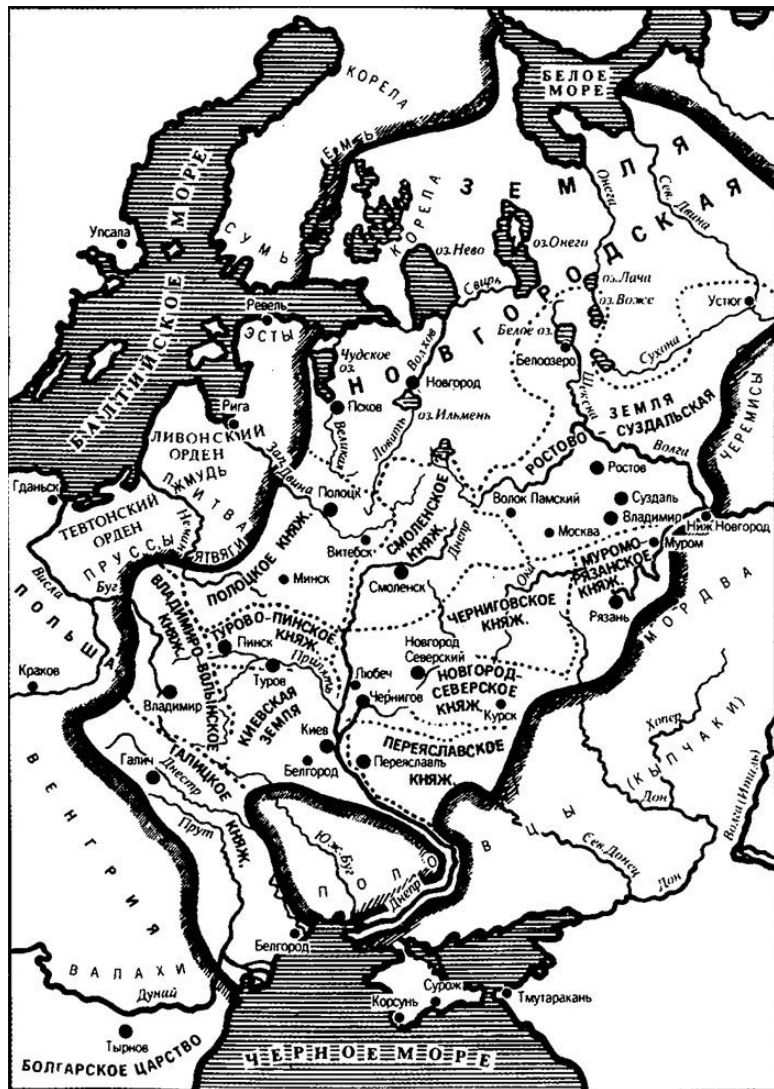 КОРЕЛА
БЕЛОЕ
МОРЕ
ЕМЬ
БАЛТИЙСКОЕ МОРЕ
НОВГОРОДСКАЯ ЗЕМЛЯ
КОРЕЛА
Онега
Сев. Двина
Упсала
СУМЬ
оз.Нево
оз.Онего
оз.Лача
оз.Воже
Устюг
Свирь
Ревель
ЭСТЫ
Чудское
оз.
Волхов
Белое оз.
Белоозеро
Сухона
Шексна
Новгород
Псков
оз.Ильмень
Великая
Ловать
Рига
ЛИВОНСКИЙ
ОРДЕН
Зап.Двина
РОСТОВО -
ЗЕМЛЯ
СУЗДАЛЬСКАЯ
Волга
ЧЕРЕМИСЫ
ЖМУДЬ
ЛИТВА
Гданьск
ТЕВТОНСКИЙ
ОРДЕН
ПРУССЫ
ЯТВЯГИ
Полоцк
Витебск
ПОЛОЦКОЕ КНЯЖ.
Минск
СМОЛЕНСКОЕ
КНЯЖ.
Днепр
Смоленск
Волок Памский
Москва
Ростов
Суздаль
Владимир
Ниж Новгород
Муром
МУРОМО-
РЯЗАНСКОЕ
КНЯЖ.
Рязань
Ока
МОРДВА
Висла
Буг
ПОЛЬША
Краков
ВЛАДИМИРО-ВОЛЫНСКОЕ
КНЯЖ.
ТУРОВО-ПИНСКОЕ
КНЯЖ.
Пинск
Припять
Туров
Владимир
КИЕВСКАЯ
ЗЕМЛЯ
ЧЕРНИГОВСКОЕ
КНЯЖ.
Новгород
Северский
Любеч
Чернигов
НОВГОРОД-
СЕВЕРСКОЕ
КНЯЖ.
Курск
Киев
Белгород
ПЕРЕЯСЛАВСКОЕ
КНЯЖ.
Переяславль
Хопер
(КЫПЧАКИ)
Дон
Волга (Итиль)
ГАЛИЦКОЕ КНЯЖ.
Галич
Днестр
Прут
ВЕНГРИЯ
Юж. Буг
ПОЛОВЦЫ
Днепр
Сев.Донец
Дон
Белгород
ВАЛАХИ
Дунай
Тырнов
БОЛГАРСКОЕ ЦАРСТВО
Сурож
Корсунь
Тмутаракань
ЧЕРНОЕ МОРЕ